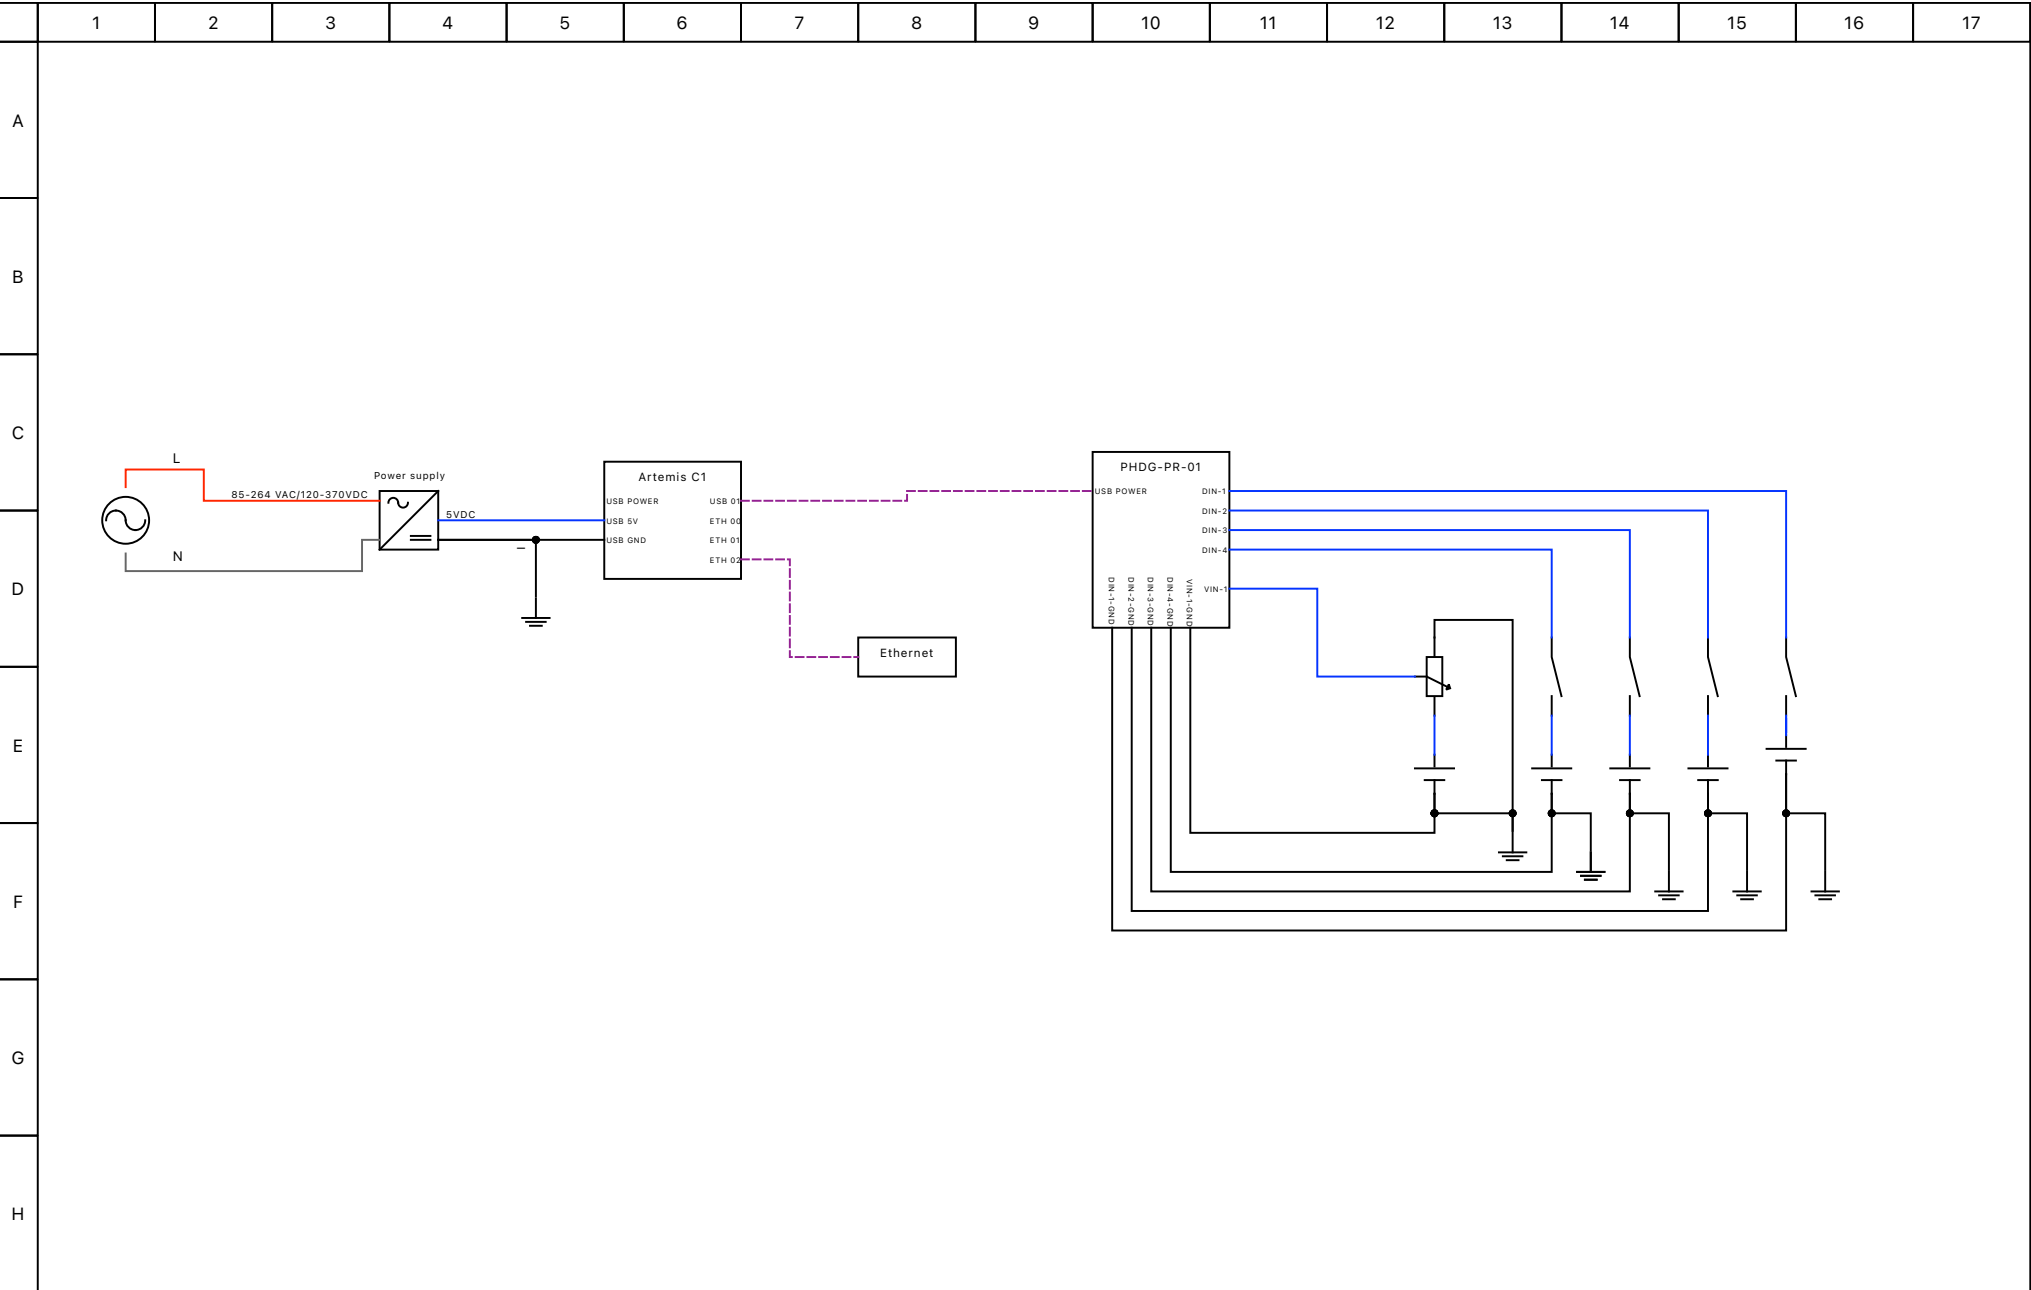 1 2 3 4 5 6 7 8 9 10 11 12 13 14 15 16 17
A
B
C
D
E
F
G
H
L
85-264 VAC/120-370VDC
N
Power supply
5VDC
–
Artemis C1
USB POWER
USB 5V
USB GND
USB 01
ETH 00
ETH 01
ETH 02
Ethernet
PHDG-PR-01
USB POWER
DIN-1
DIN-2
DIN-3
DIN-4
VIN-1
DIN-1-GND
DIN-2-GND
DIN-3-GND
DIN-4-GND
VIN-1-GND